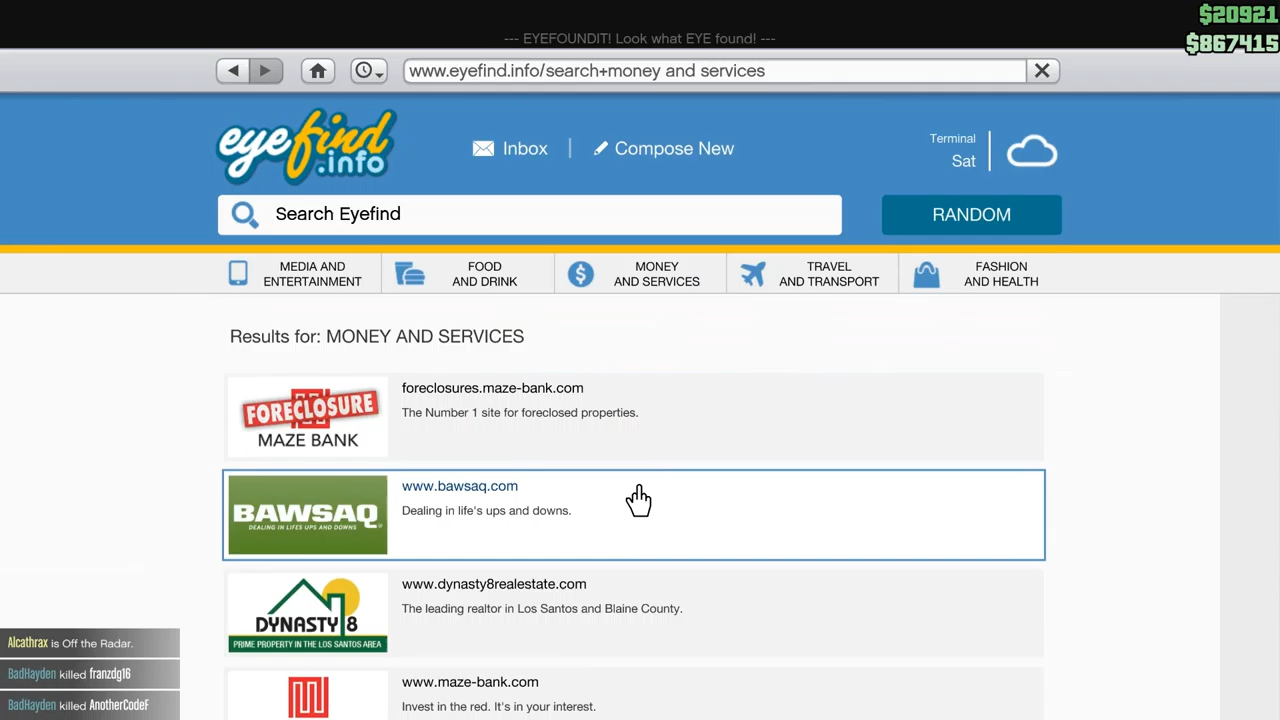 $20921
$867415
--- EYEFOUNDIT! Look what EYE found! ---
www.eyefind.info/search+money and services
eyefind
.info
Inbox
Compose New
Terminal
Sat
Search Eyefind
RANDOM
MEDIA AND
ENTERTAINMENT
FOOD
AND DRINK
MONEY
AND SERVICES
TRAVEL
AND TRANSPORT
FASHION
AND HEALTH
Results for: MONEY AND SERVICES
FORECLOSURE
MAZE BANK
foreclosures.maze-bank.com
The Number 1 site for foreclosed properties.
BAWSAQ
DEALING IN LIFE'S UPS AND DOWNS
www.bawsaq.com
Dealing in life's ups and downs.
DYNASTY 8
PRIME PROPERTY IN THE LOS SANTOS AREA
www.dynasty8realestate.com
The leading realtor in Los Santos and Blaine County.
www.maze-bank.com
Invest in the red. It's in your interest.
Alcathrax is Off the Radar.
BadHayden killed franzdg16
BadHayden killed AnotherCodeF